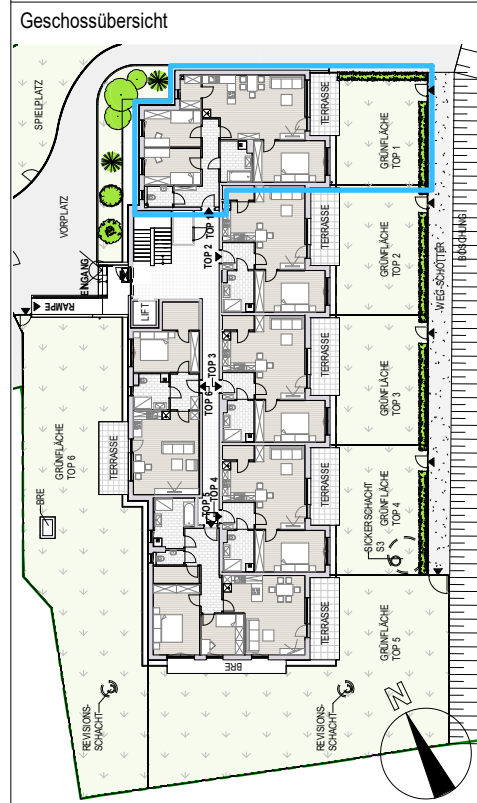 Geschossübersicht
SPIELPLATZ
VORPLATZ
EINGANG
RAMPE
LIFT
TERRASSE
GRÜNFLÄCHE
TOP 1
TOP 1
TOP 2
TERRASSE
GRÜNFLÄCHE
TOP 2
WEG-SCHOTTER
BÖSCHUNG
TOP 3
TOP 6
TERRASSE
GRÜNFLÄCHE
TOP 3
GRÜNFLÄCHE
TOP 6
BRE
TERRASSE
TOP 5
TOP 4
TERRASSE
SICKERSCHACHT
S3
GRÜNFLÄCHE
TOP 4
TERRASSE
GRÜNFLÄCHE
TOP 5
BRE
REVISIONS-
SCHACHT
REVISIONS-
SCHACHT
N